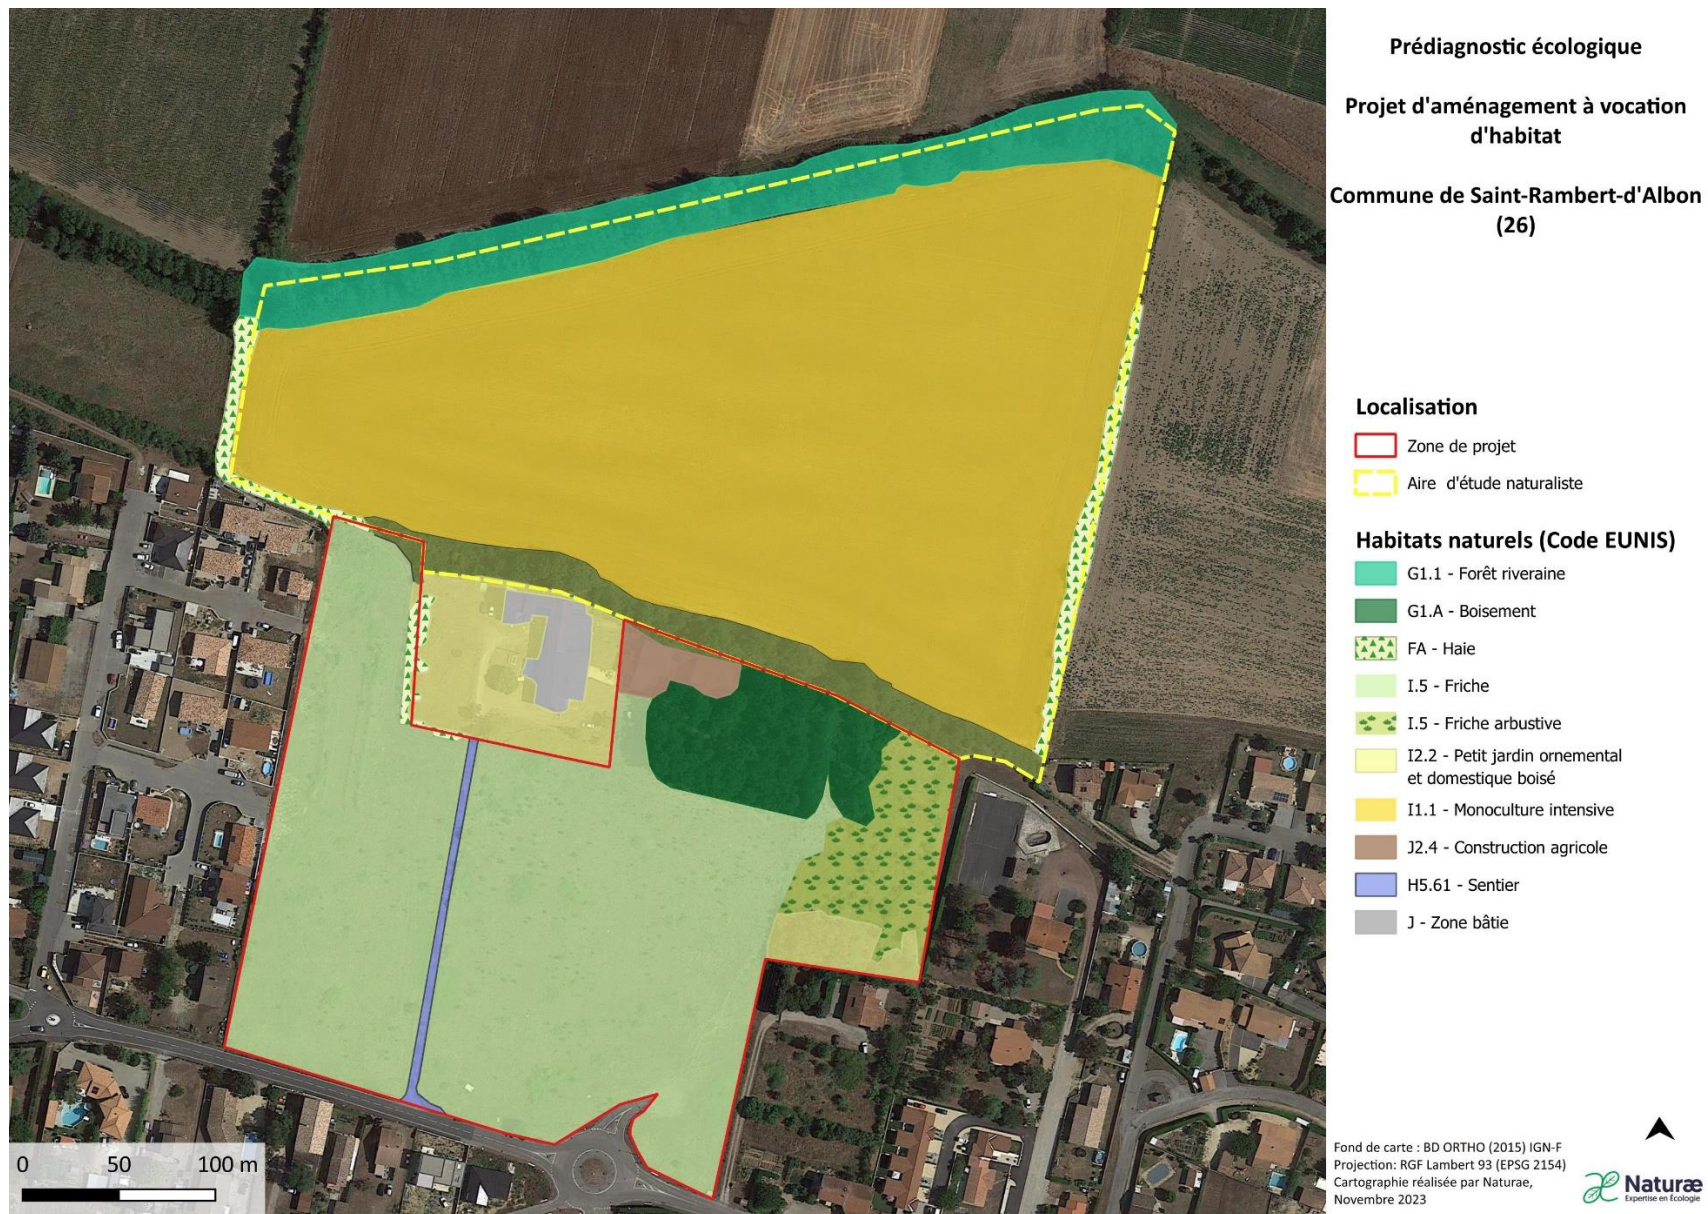 Prédiagnostic écologique
Projet d'aménagement à vocation
d'habitat
Commune de Saint-Rambert-d'Albon
(26)
Localisation
Zone de projet
Aire d'étude naturaliste
Habitats naturels (Code EUNIS)
G1.1 - Forêt riveraine
G1.A - Boisement
FA - Haie
I.5 - Friche
I.5 - Friche arbustive
I2.2 - Petit jardin ornemental
et domestique boisé
I1.1 - Monoculture intensive
J2.4 - Construction agricole
H5.61 - Sentier
J - Zone bâtie
0 50 100 m
Fond de carte : BD ORTHO (2015) IGN-F
Projection: RGF Lambert 93 (EPSG 2154)
Cartographie réalisée par Naturae,
Novembre 2023
Naturæ
Expertise en Écologie